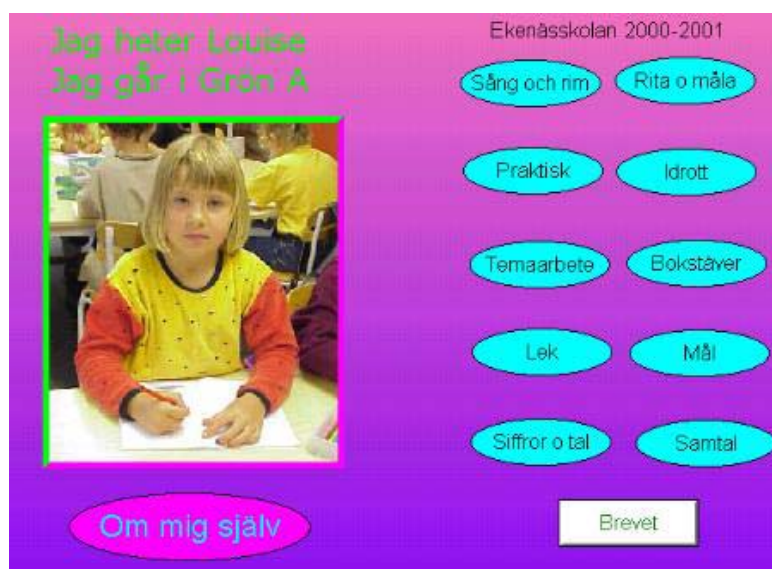 Jag heter Louise
Jag går i Grön A
Ekenässkolan 2000-2001
Sång och rim
Rita o måla
Praktisk
Idrott
Temaarbete
Bokstäver
Lek
Mål
Siffror o tal
Samtal
Om mig själv
Brevet